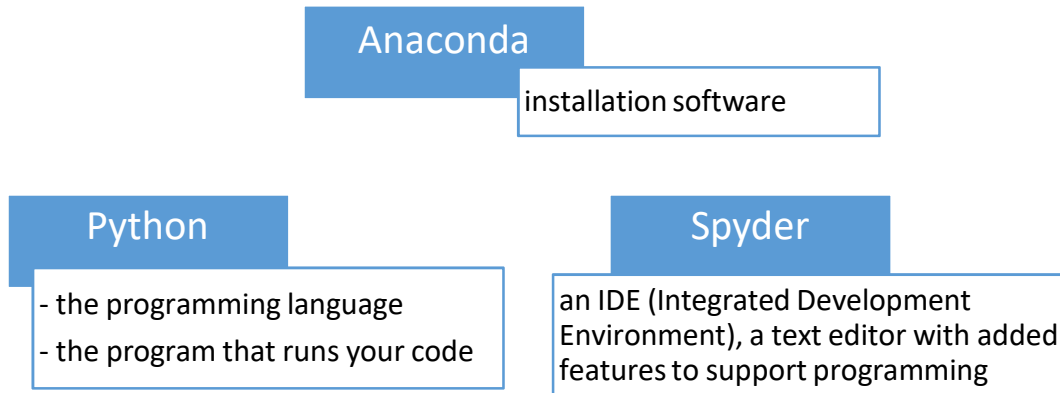 Anaconda
installation software
Python
- the programming language
- the program that runs your code
Spyder
an IDE (Integrated Development
Environment), a text editor with added
features to support programming